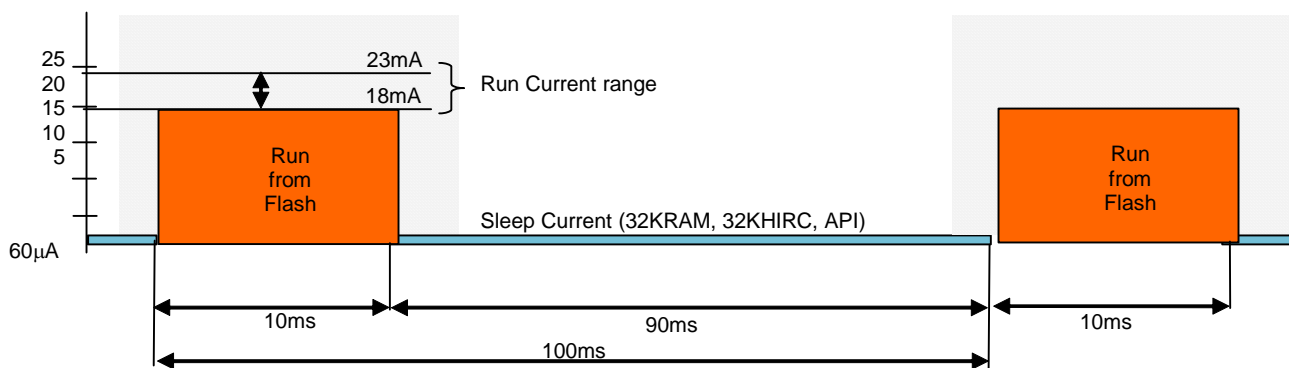 25
20
15
10
5
60µA
23mA
18mA
Run Current range
Run
from
Flash
Sleep Current (32KRAM, 32KHIRC, API)
Run
from
Flash
10ms
90ms
10ms
100ms